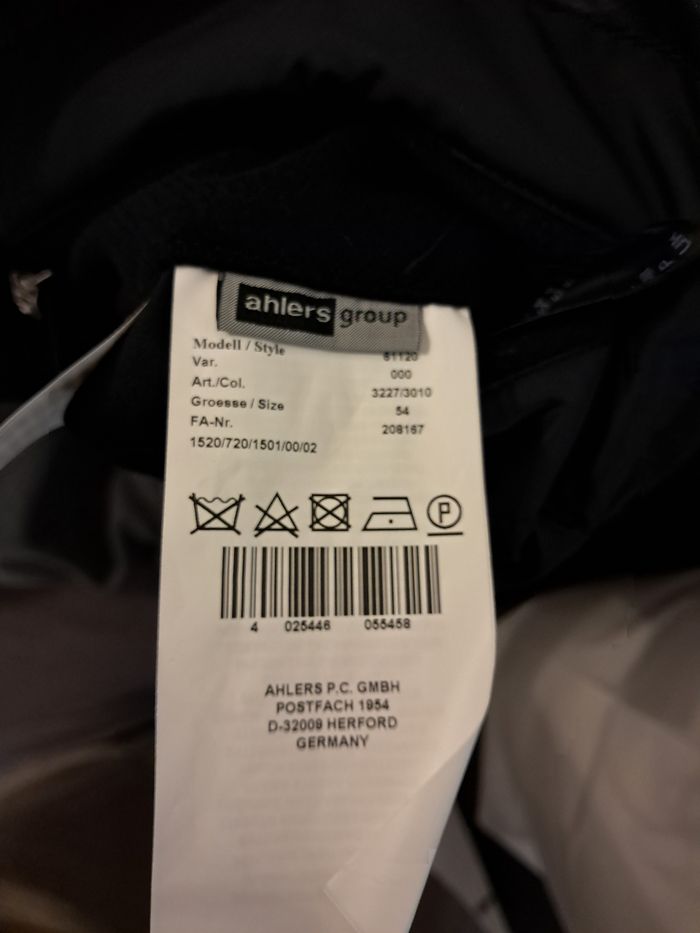 ahlers group
Modell / Style 61120
Var. 000
Art./Col. 3227/3010
Groesse / Size 54
FA-Nr. 208167
1520/720/1501/00/02
P
4 025446 055458
AHLERS P.C. GMBH
POSTFACH 1954
D-32009 HERFORD
GERMANY